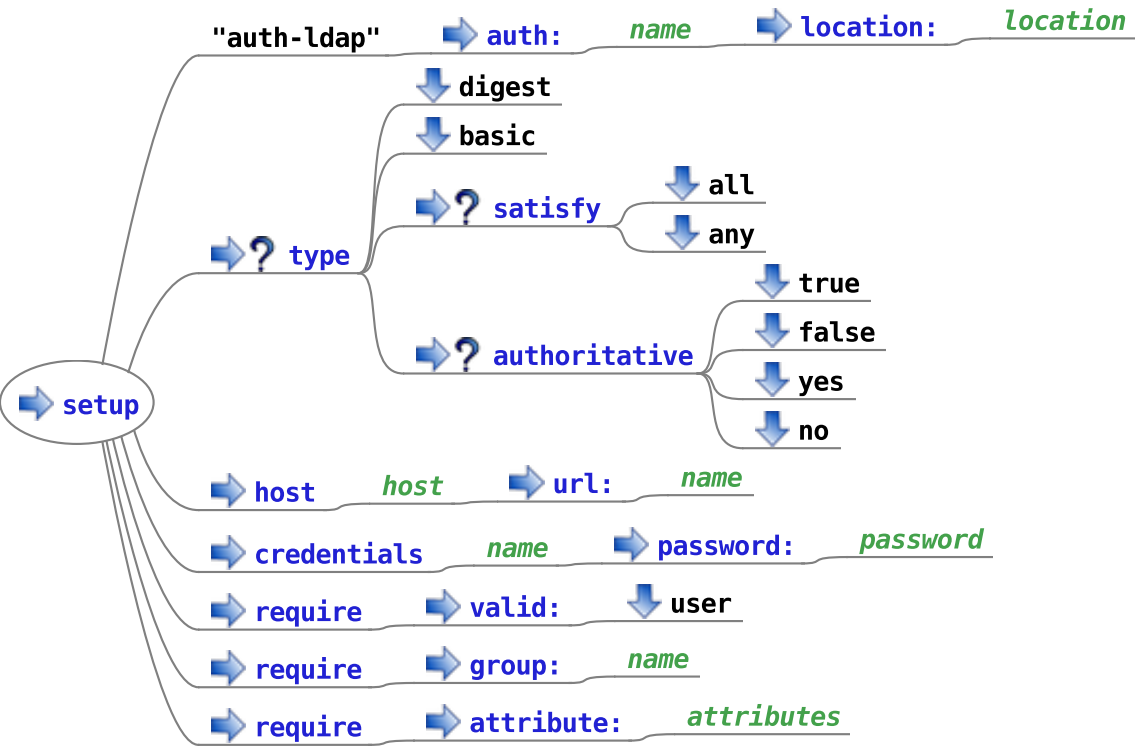 "auth-ldap" auth: name location: location
digest
basic
satisfy
all
any
type
true
false
authoritative
yes
no
setup
host host url: name
credentials name password: password
require valid: user
require group: name
require attribute: attributes